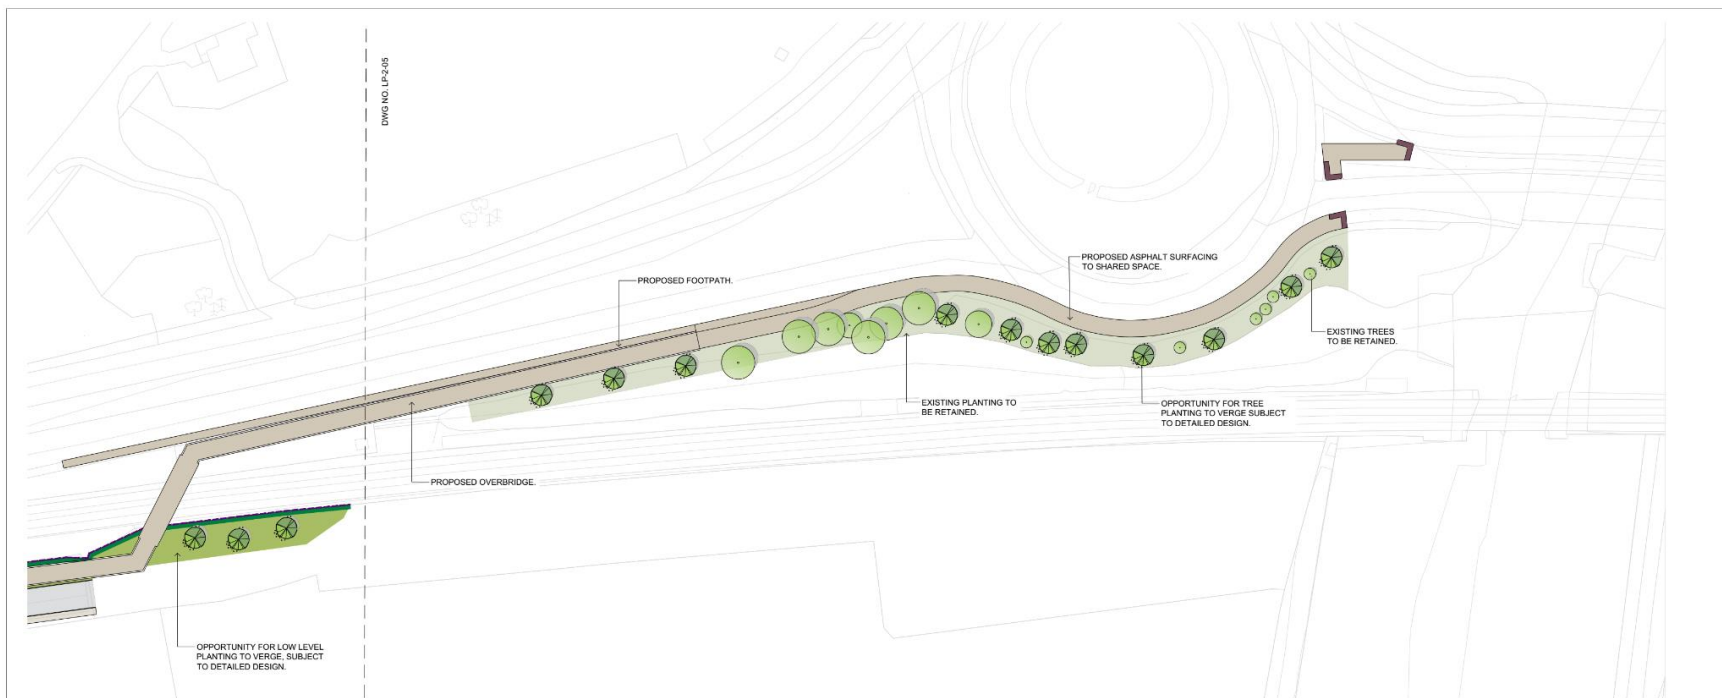 DWG NO. LP-2-05
PROPOSED ASPHALT SURFACING
TO SHARED SPACE.
PROPOSED FOOTPATH.
EXISTING TREES
TO BE RETAINED.
EXISTING PLANTING TO
BE RETAINED.
OPPORTUNITY FOR TREE
PLANTING TO VERGE SUBJECT
TO DETAILED DESIGN.
PROPOSED OVERBRIDGE.
OPPORTUNITY FOR LOW LEVEL
PLANTING TO VERGE, SUBJECT
TO DETAILED DESIGN.